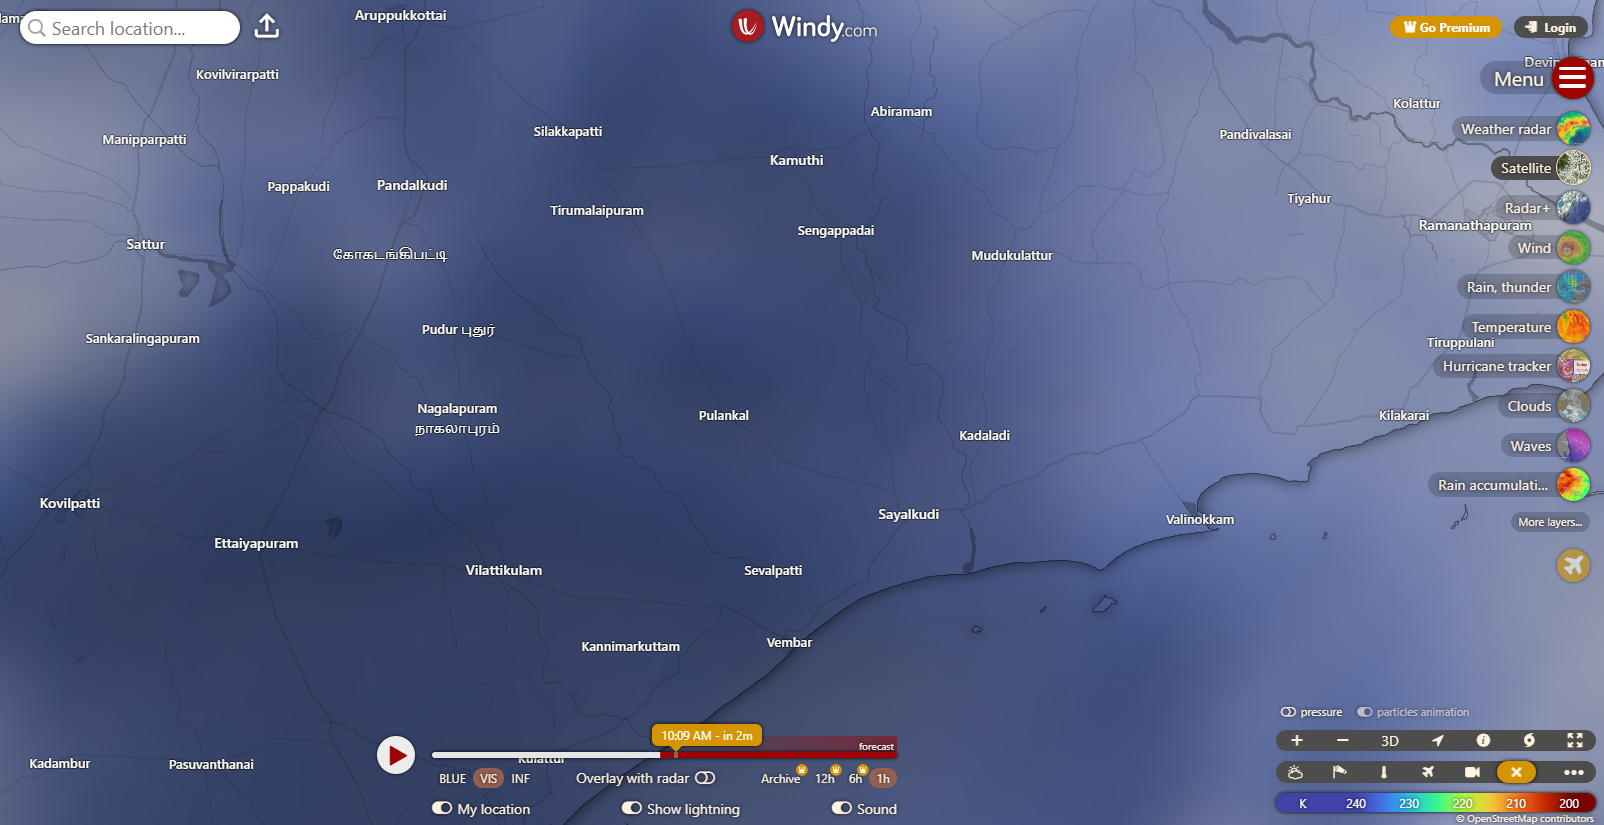 Search location...
Aruppukkottai
Windy.com
Go Premium
Login
Kovilvirarpatti
Menu
Kolattur
Abiramam
Manipparpatti
Silakkapatti
Pandivalasai
Weather radar
Kamuthi
Satellite
Pappakudi
Pandalkudi
Tiyahur
Radar+
Tirumalaipuram
Ramanathapuram
Sengappadai
Sattur
Wind
கோகடங்கிபட்டி
Mudukulattur
Rain, thunder
Pudur புதுர்
Temperature
Sankaralingapuram
Tiruppulani
Hurricane tracker
Nagalapuram
நாகலாபுரம்
Clouds
Pulankal
Kilakarai
Kadaladi
Waves
Rain accumulati...
Kovilpatti
Sayalkudi
Valinokkam
More layers...
Ettaiyapuram
Vilattikulam
Sevalpatti
Kannimarkuttam
Vembar
pressure
particles animation
10:09 AM - in 2m
forecast
3D
Kadambur
Pasuvanthanai
BLUE VIS INF
Overlay with radar
Archive 12h 6h 1h
My location
Show lightning
Sound
K 240 230 220 210 200
© OpenStreetMap contributors